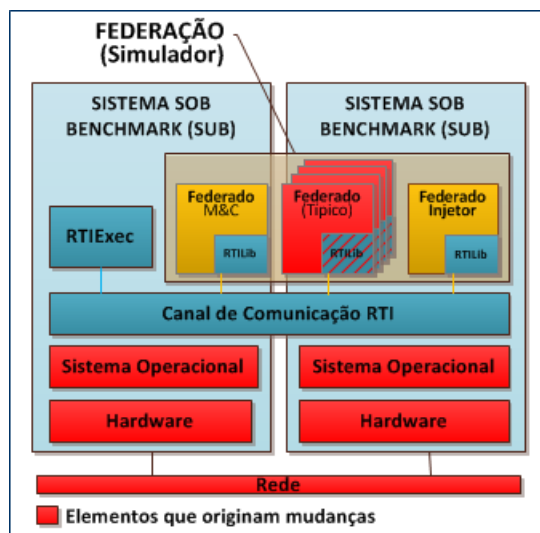 FEDERAÇÃO
(Simulador)
SISTEMA SOB
BENCHMARK (SUB)
SISTEMA SOB
BENCHMARK (SUB)
RTIExec
Federado
M&C
RTILib
Federado
(Típico)
RTILib
Federado
Injetor
RTILib
Canal de Comunicação RTI
Sistema Operacional
Sistema Operacional
Hardware
Hardware
Rede
Elementos que originam mudanças